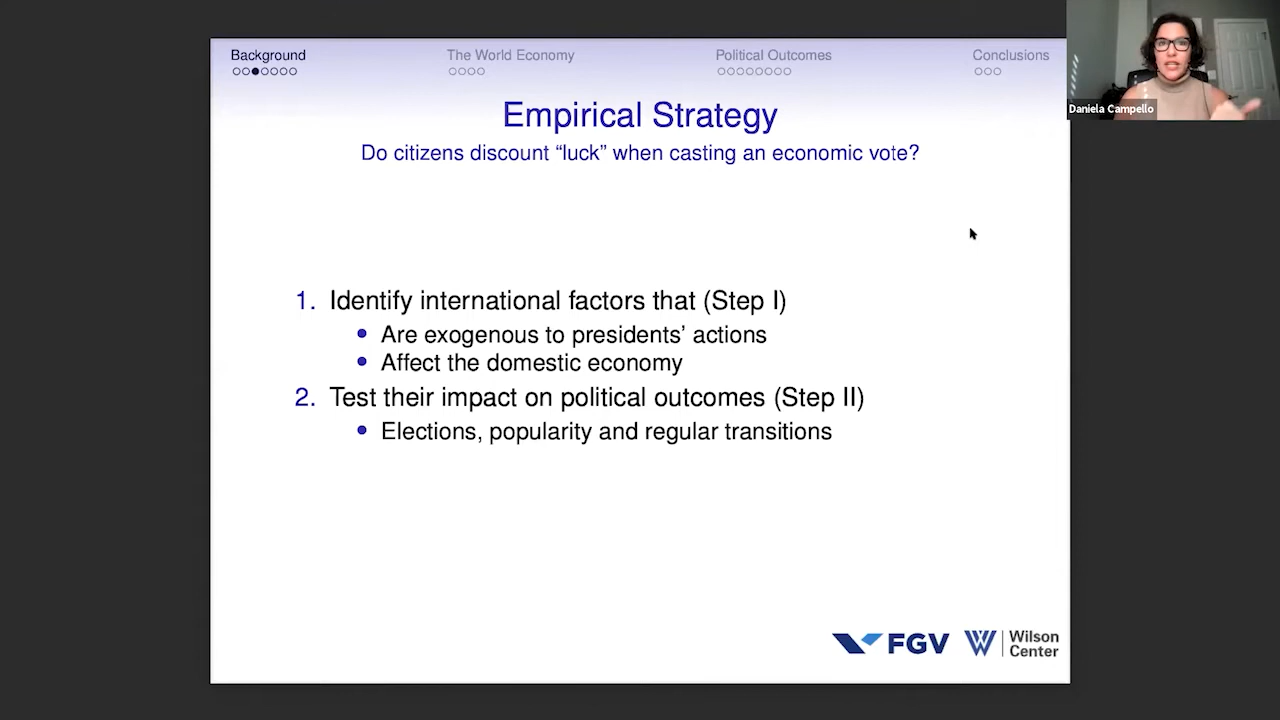 Background
The World Economy
Political Outcomes
Conclusions
Daniela Campello
Empirical Strategy
Do citizens discount “luck” when casting an economic vote?
1. Identify international factors that (Step I)
• Are exogenous to presidents’ actions
• Affect the domestic economy
2. Test their impact on political outcomes (Step II)
• Elections, popularity and regular transitions
FGV
Wilson
Center